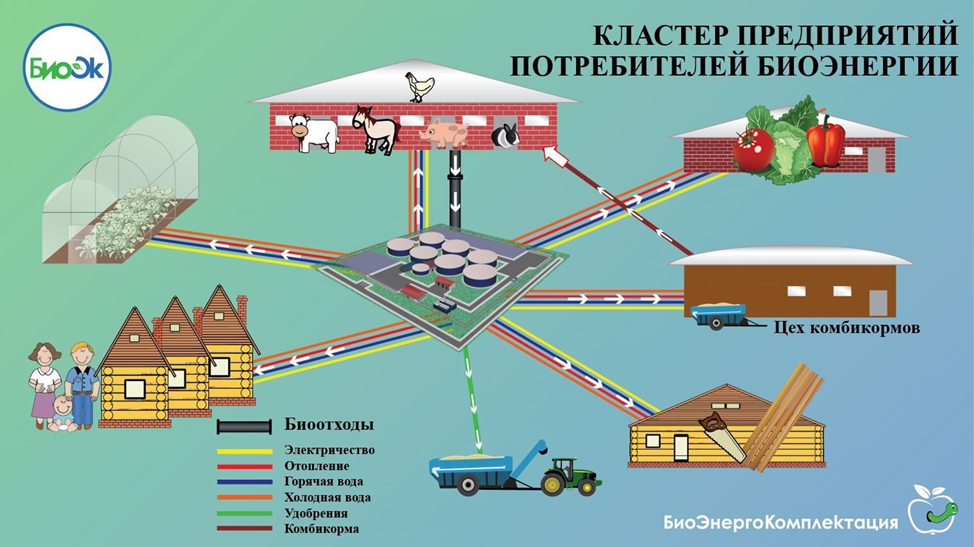 БиоЭк
КЛАСТЕР ПРЕДПРИЯТИЙ
ПОТРЕБИТЕЛЕЙ БИОЭНЕРГИИ
Цех комбикормов
Биоотходы
Электричество
Отопление
Горячая вода
Холодная вода
Удобрения
Комбикорма
БиоЭнергоКомплектация